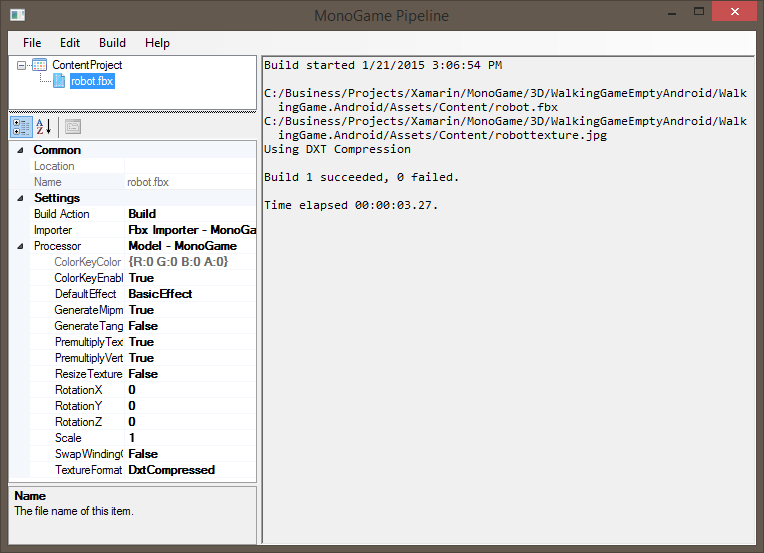 MonoGame Pipeline
File Edit Build Help
ContentProject
robot.fbx
Common
Location
Name robot.fbx
Settings
Build Action Build
Importer Fbx Importer - MonoGa
Processor Model - MonoGame
ColorKeyColor {R:0 G:0 B:0 A:0}
ColorKeyEnabl True
DefaultEffect BasicEffect
GenerateMipm True
GenerateTang False
PremultiplyTex True
PremultiplyVert True
ResizeTexture False
RotationX 0
RotationY 0
RotationZ 0
Scale 1
SwapWindingO False
TextureFormat DxtCompressed
Name
The file name of this item.
Build started 1/21/2015 3:06:54 PM
C:/Business/Projects/Xamarin/MonoGame/3D/WalkingGameEmptyAndroid/Walk
ingGame.Android/Assets/Content/robot.fbx
C:/Business/Projects/Xamarin/MonoGame/3D/WalkingGameEmptyAndroid/Walk
ingGame.Android/Assets/Content/robottexture.jpg
Using DXT Compression
Build 1 succeeded, 0 failed.
Time elapsed 00:00:03.27.